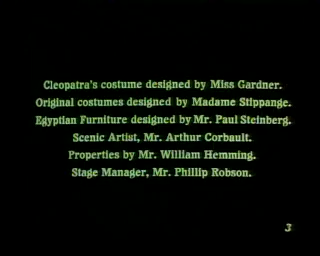 Cleopatra's costume designed by Miss Gardner.
Original costumes designed by Madame Stippange.
Egyptian Furniture designed by Mr. Paul Steinberg.
Scenic Artist, Mr. Arthur Corbault.
Properties by Mr. William Hemming.
Stage Manager, Mr. Phillip Robson.
3